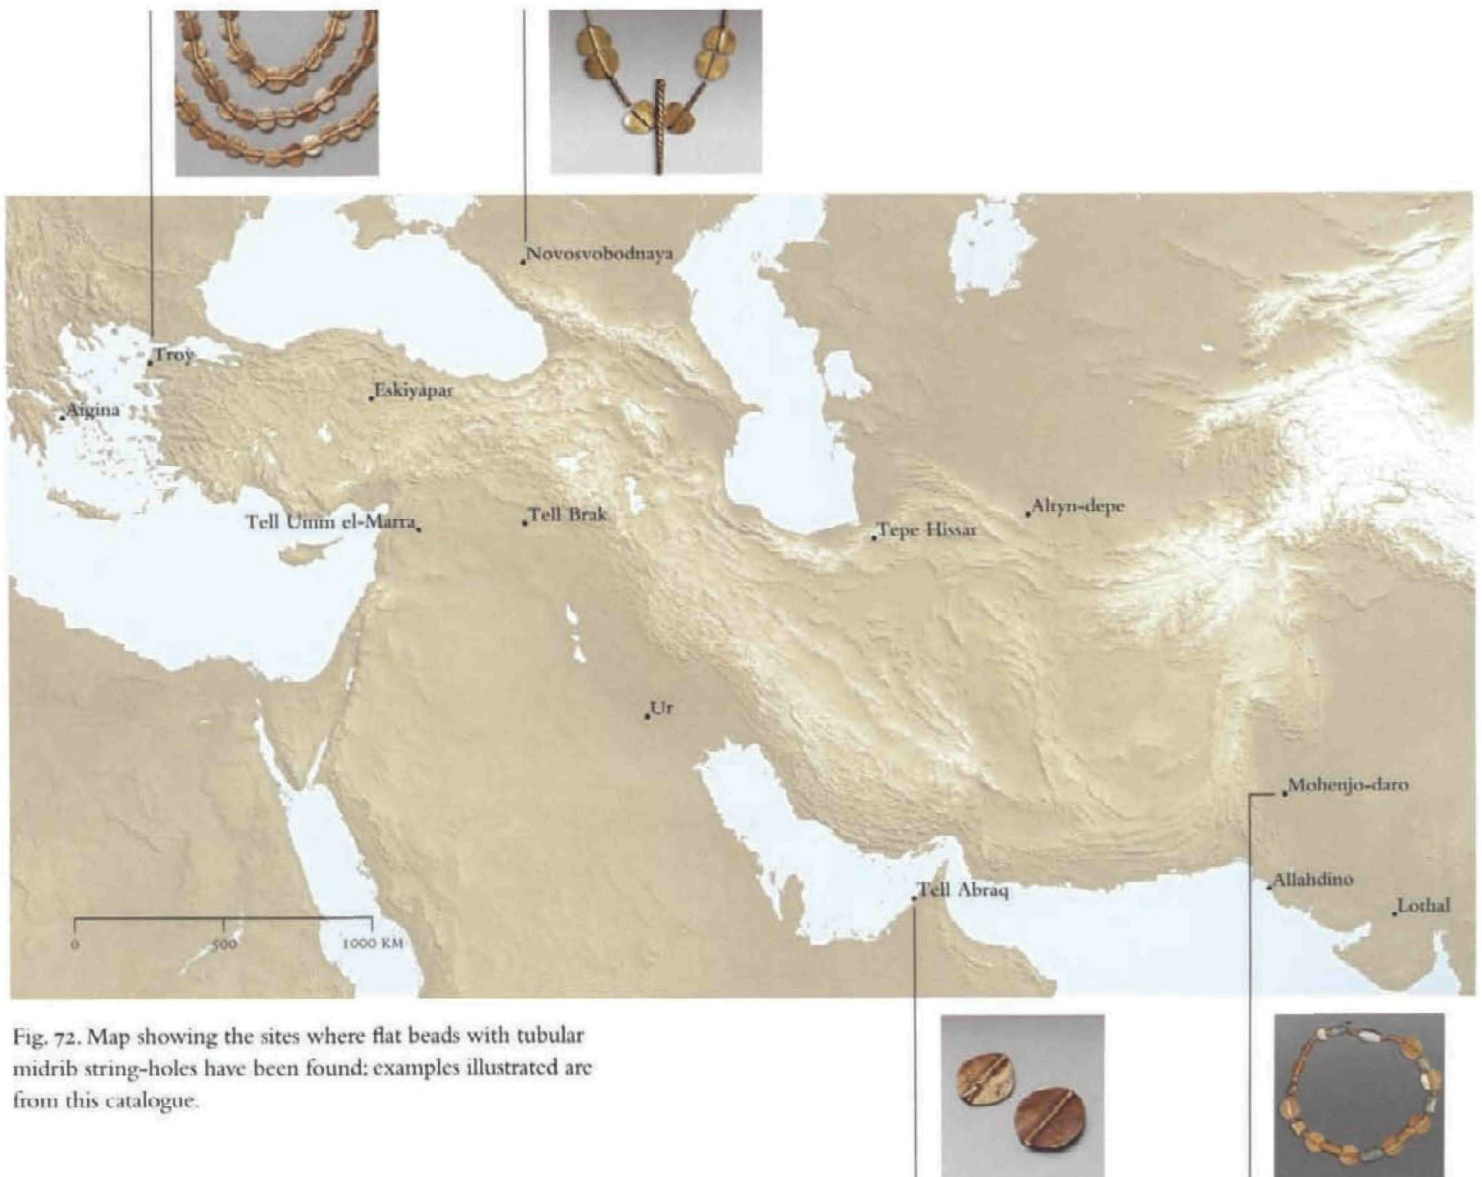 Novosvobodnaya
Troy
Eskiyapar
Aigina
Tell Umm el-Marra
Tell Brak
Altyn-depe
Tepe Hissar
Ur
Mohenjo-daro
Tell Abraq
Allahdino
Lothal
0 500 1000 KM
Fig. 72. Map showing the sites where flat beads with tubular
midrib string-holes have been found: examples illustrated are
from this catalogue.